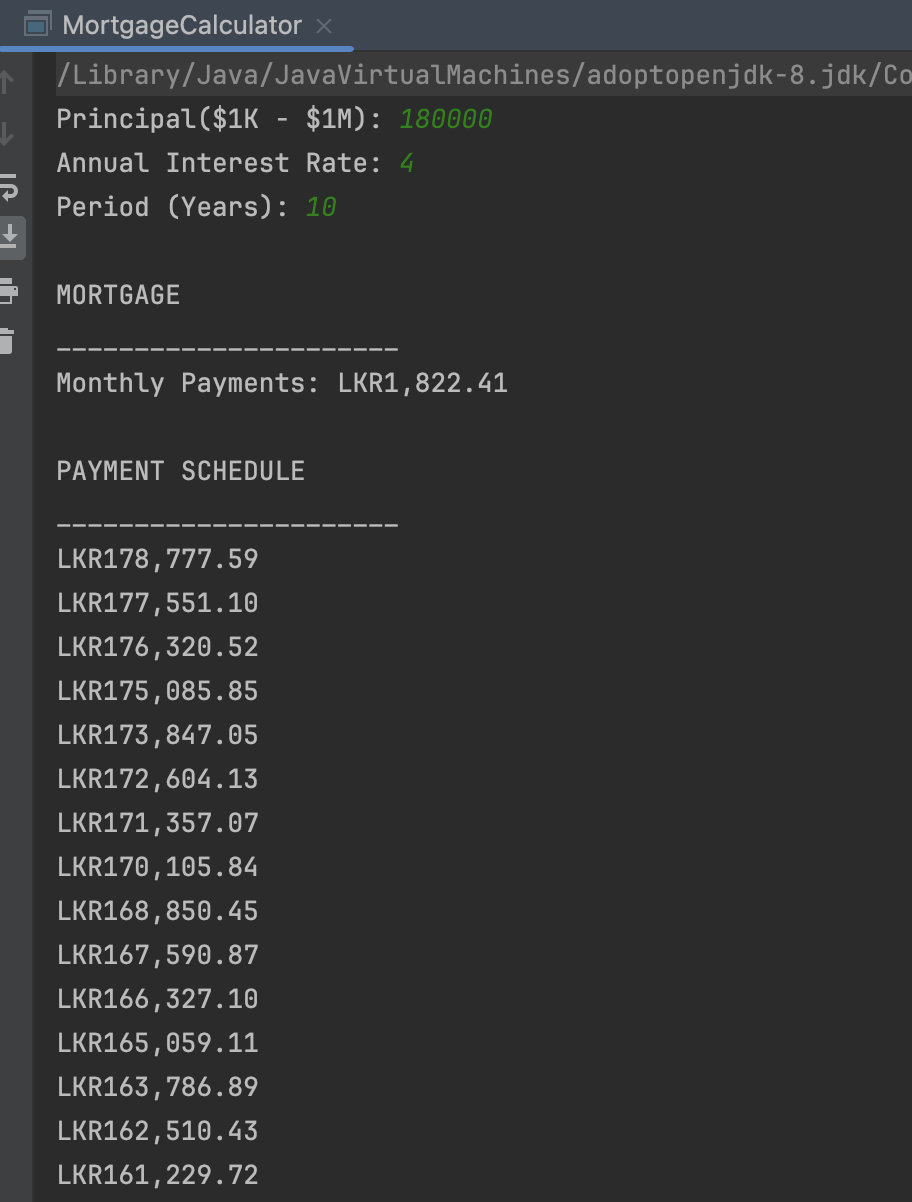 MortgageCalculator
/Library/Java/JavaVirtualMachines/adoptopenjdk-8.jdk/Co
Principal($1K - $1M): 180000
Annual Interest Rate: 4
Period (Years): 10
MORTGAGE
______________________
Monthly Payments: LKR1,822.41
PAYMENT SCHEDULE
______________________
LKR178,777.59
LKR177,551.10
LKR176,320.52
LKR175,085.85
LKR173,847.05
LKR172,604.13
LKR171,357.07
LKR170,105.84
LKR168,850.45
LKR167,590.87
LKR166,327.10
LKR165,059.11
LKR163,786.89
LKR162,510.43
LKR161,229.72